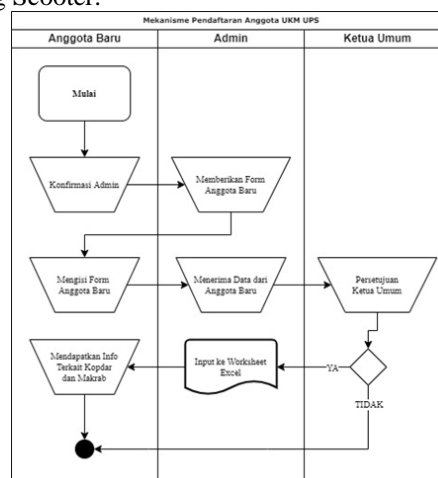 g Scooter.
Mekanisme Pendaftaran Anggota UKM UPS
Anggota Baru
Admin
Ketua Umum
Mulai
Konfirmasi Admin
Memberikan Form
Anggota Baru
Mengisi Form
Anggota Baru
Menerima Data dari
Anggota Baru
Persetujuan
Ketua Umum
Mendapatkan Info
Terkait Kopdar
dan Makrab
Input ke Worksheet
Excel
YA
TIDAK